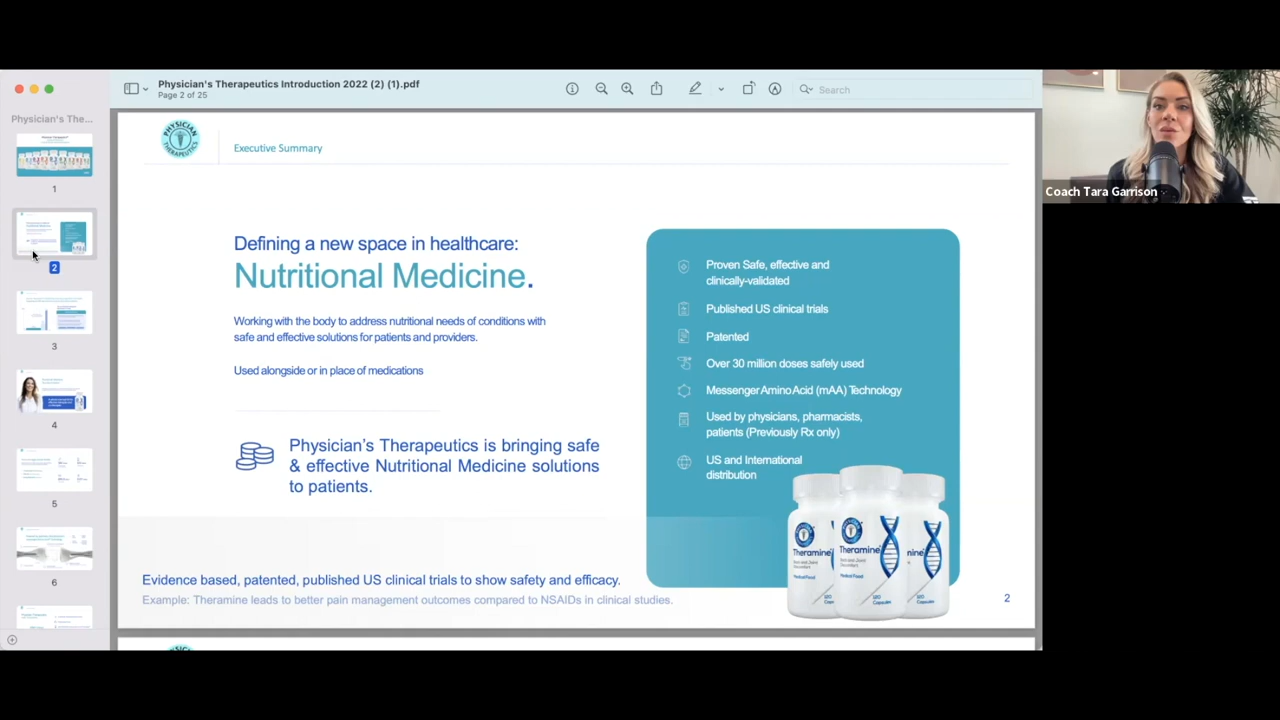 Physician's Therapeutics Introduction 2022 (2) (1).pdf
Page 2 of 25
Search
Physician's The...
1
2
3
4
5
6
PHYSICIAN
THERAPEUTICS
Executive Summary
Defining a new space in healthcare:
Nutritional Medicine.
Working with the body to address nutritional needs of conditions with
safe and effective solutions for patients and providers.
Used alongside or in place of medications
Physician's Therapeutics is bringing safe
& effective Nutritional Medicine solutions
to patients.
Proven Safe, effective and
clinically-validated
Published US clinical trials
Patented
Over 30 million doses safely used
Messenger Amino Acid (mAA) Technology
Used by physicians, pharmacists,
patients (Previously Rx only)
US and International
distribution
Theramine
Theramine
Medical Food
120
Capsules
Evidence based, patented, published US clinical trials to show safety and efficacy.
Example: Theramine leads to better pain management outcomes compared to NSAIDs in clinical studies.
2
Coach Tara Garrison